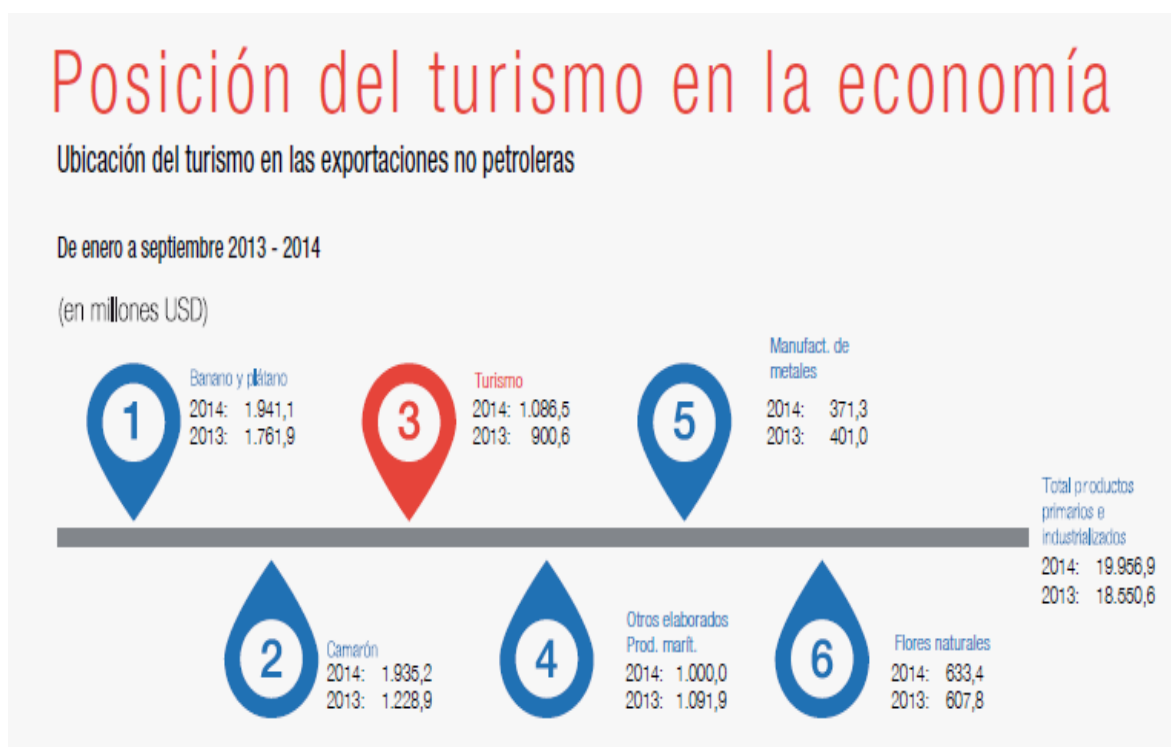 Posición del turismo en la economía
Ubicación del turismo en las exportaciones no petroleras
De enero a septiembre 2013 - 2014
(en millones USD)
1
Banano y plátano
2014: 1.941,1
2013: 1.761,9
2
Camarón
2014: 1.935,2
2013: 1.228,9
3
Turismo
2014: 1.086,5
2013: 900,6
4
Otros elaborados
Prod. marít.
2014: 1.000,0
2013: 1.091,9
5
Manufact. de
metales
2014: 371,3
2013: 401,0
6
Flores naturales
2014: 633,4
2013: 607,8
Total productos
primarios e
industrializados
2014: 19.956,9
2013: 18.550,6